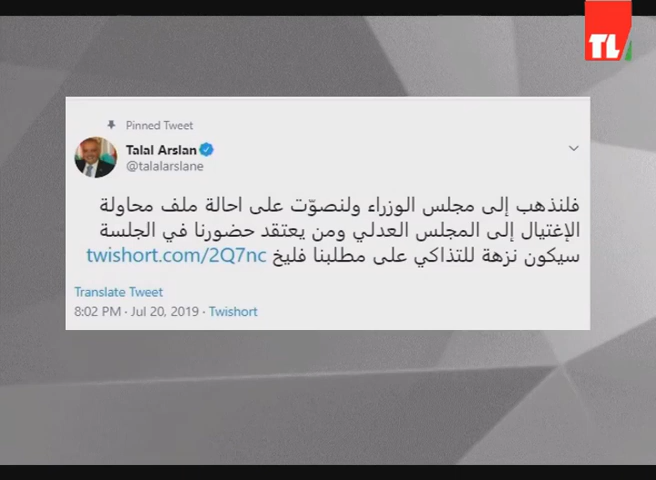 TL
Pinned Tweet
Talal Arslan
@talalarslane
فلنذهب إلى مجلس الوزراء ولنصوّت على احالة ملف محاولة
الإغتيال إلى المجلس العدلي ومن يعتقد حضورنا في الجلسة
سيكون نزهة للتذاكي على مطلبنا فليخ twishort.com/2Q7nc
Translate Tweet
8:02 PM · Jul 20, 2019 · Twishort